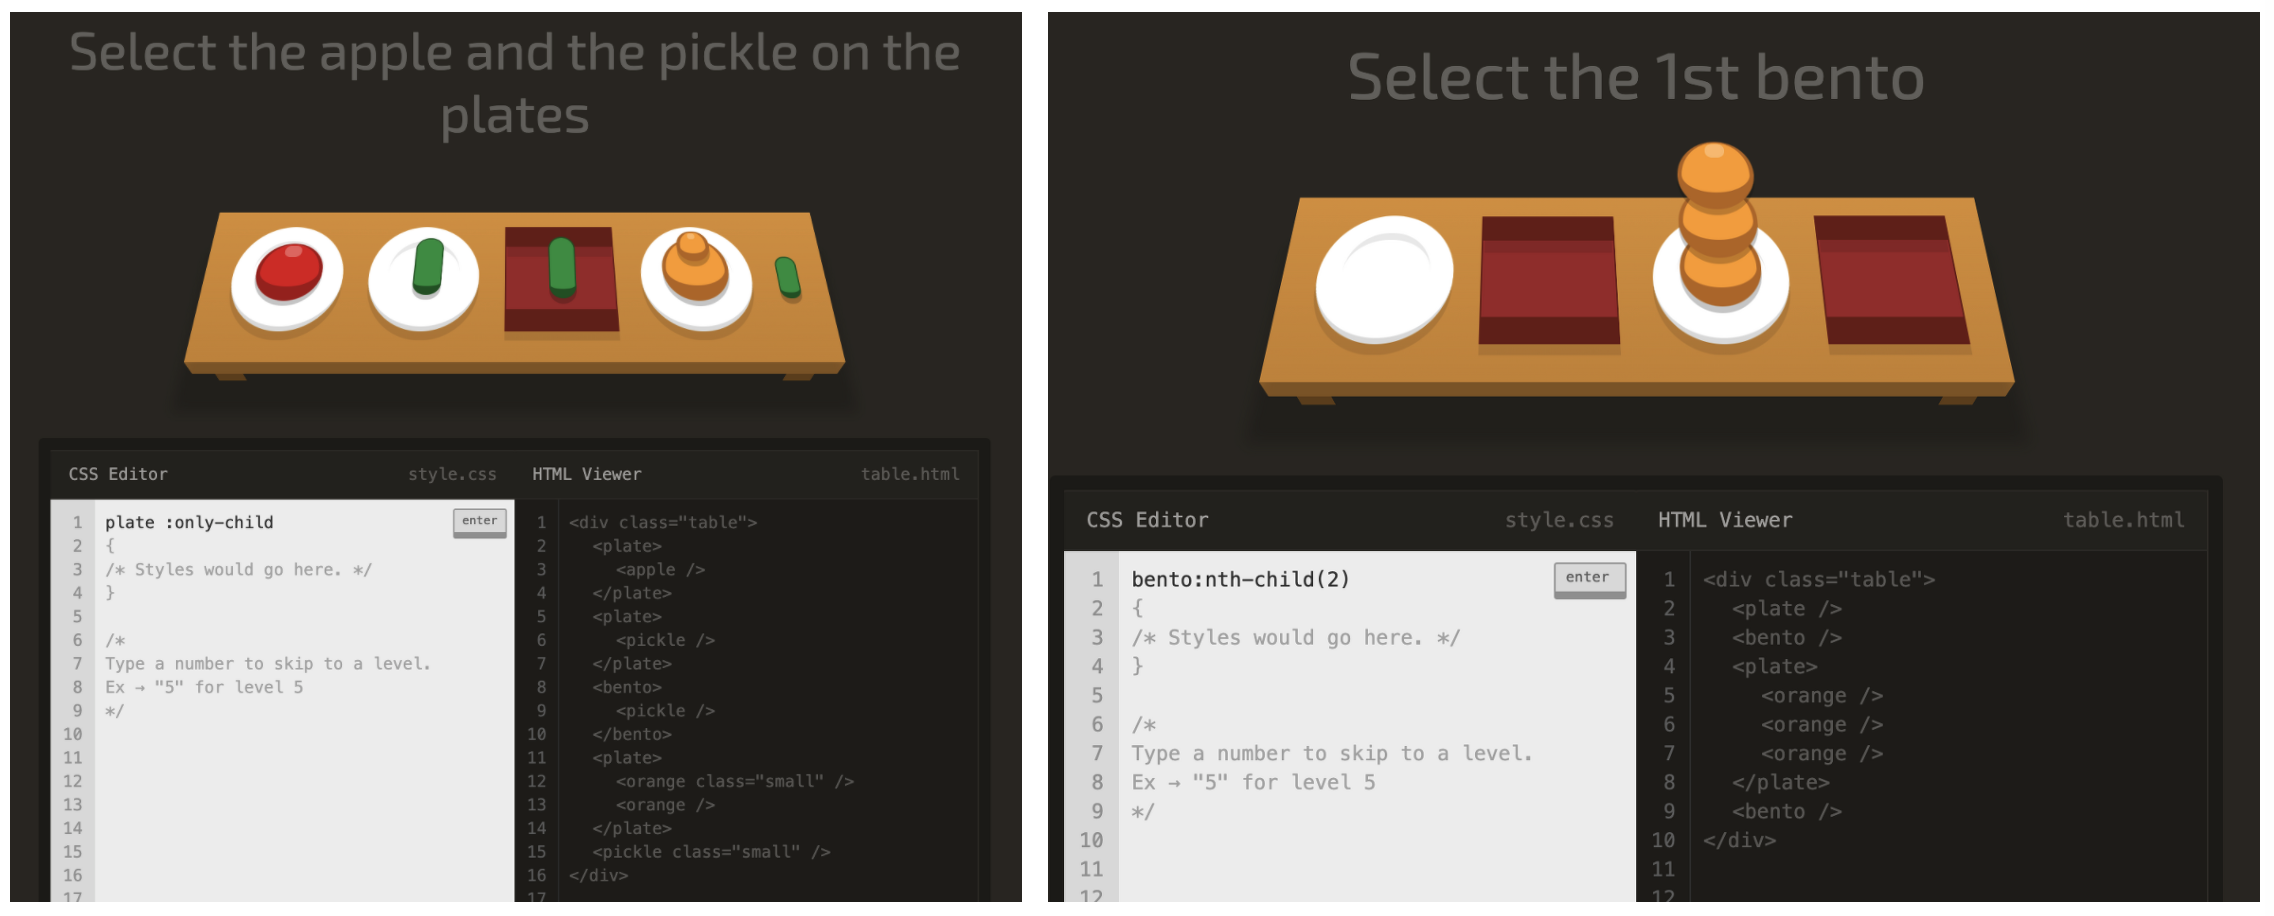 Select the apple and the pickle on the
plates
CSS Editor style.css HTML Viewer table.html
1 plate :only-child enter
2 {
3 /* Styles would go here. */
4 }
5
6 /*
7 Type a number to skip to a level.
8 Ex → "5" for level 5
9 */
10
11
12
13
14
15
16
17
1 <div class="table">
2 <plate>
3 <apple />
4 </plate>
5 <plate>
6 <pickle />
7 </plate>
8 <bento>
9 <pickle />
10 </bento>
11 <plate>
12 <orange class="small" />
13 <orange />
14 </plate>
15 <pickle class="small" />
16 </div>
17
Select the 1st bento
CSS Editor style.css HTML Viewer table.html
1 bento:nth-child(2) enter
2 {
3 /* Styles would go here. */
4 }
5
6 /*
7 Type a number to skip to a level.
8 Ex → "5" for level 5
9 */
10
11
12
1 <div class="table">
2 <plate />
3 <bento />
4 <plate>
5 <orange />
6 <orange />
7 <orange />
8 </plate>
9 <bento />
10 </div>
11
12